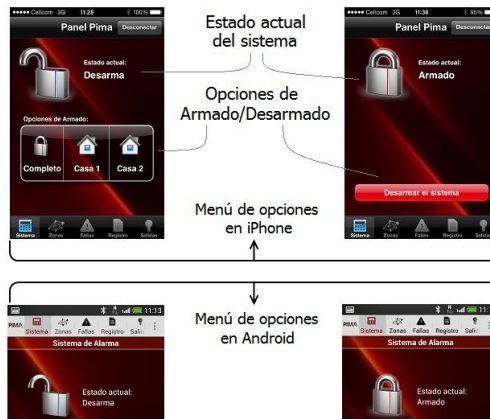 Cellcom 3G 11:28 100%
Panel Pima Desconectar
Estado actual:
Desarma
Opciones de Armado:
Completo Casa 1 Casa 2
Sistema Zonas Fallas Registro Salidas
Estado actual
del sistema
Opciones de
Armado/Desarmado
Menú de opciones
en iPhone
Cellcom 3G 11:38 95%
Panel Pima Desconectar
Estado actual:
Armado
Desarmar el sistema
Sistema Zonas Fallas Registro Salidas
Menú de opciones
en Android
11:13
PIMA Sistema Zonas Fallas Registro Sali
Sistema de Alarma
Estado actual:
Desarma
PIMA Sistema Zonas Fallas Registro Sali
Sistema de Alarma
Estado actual:
Armado